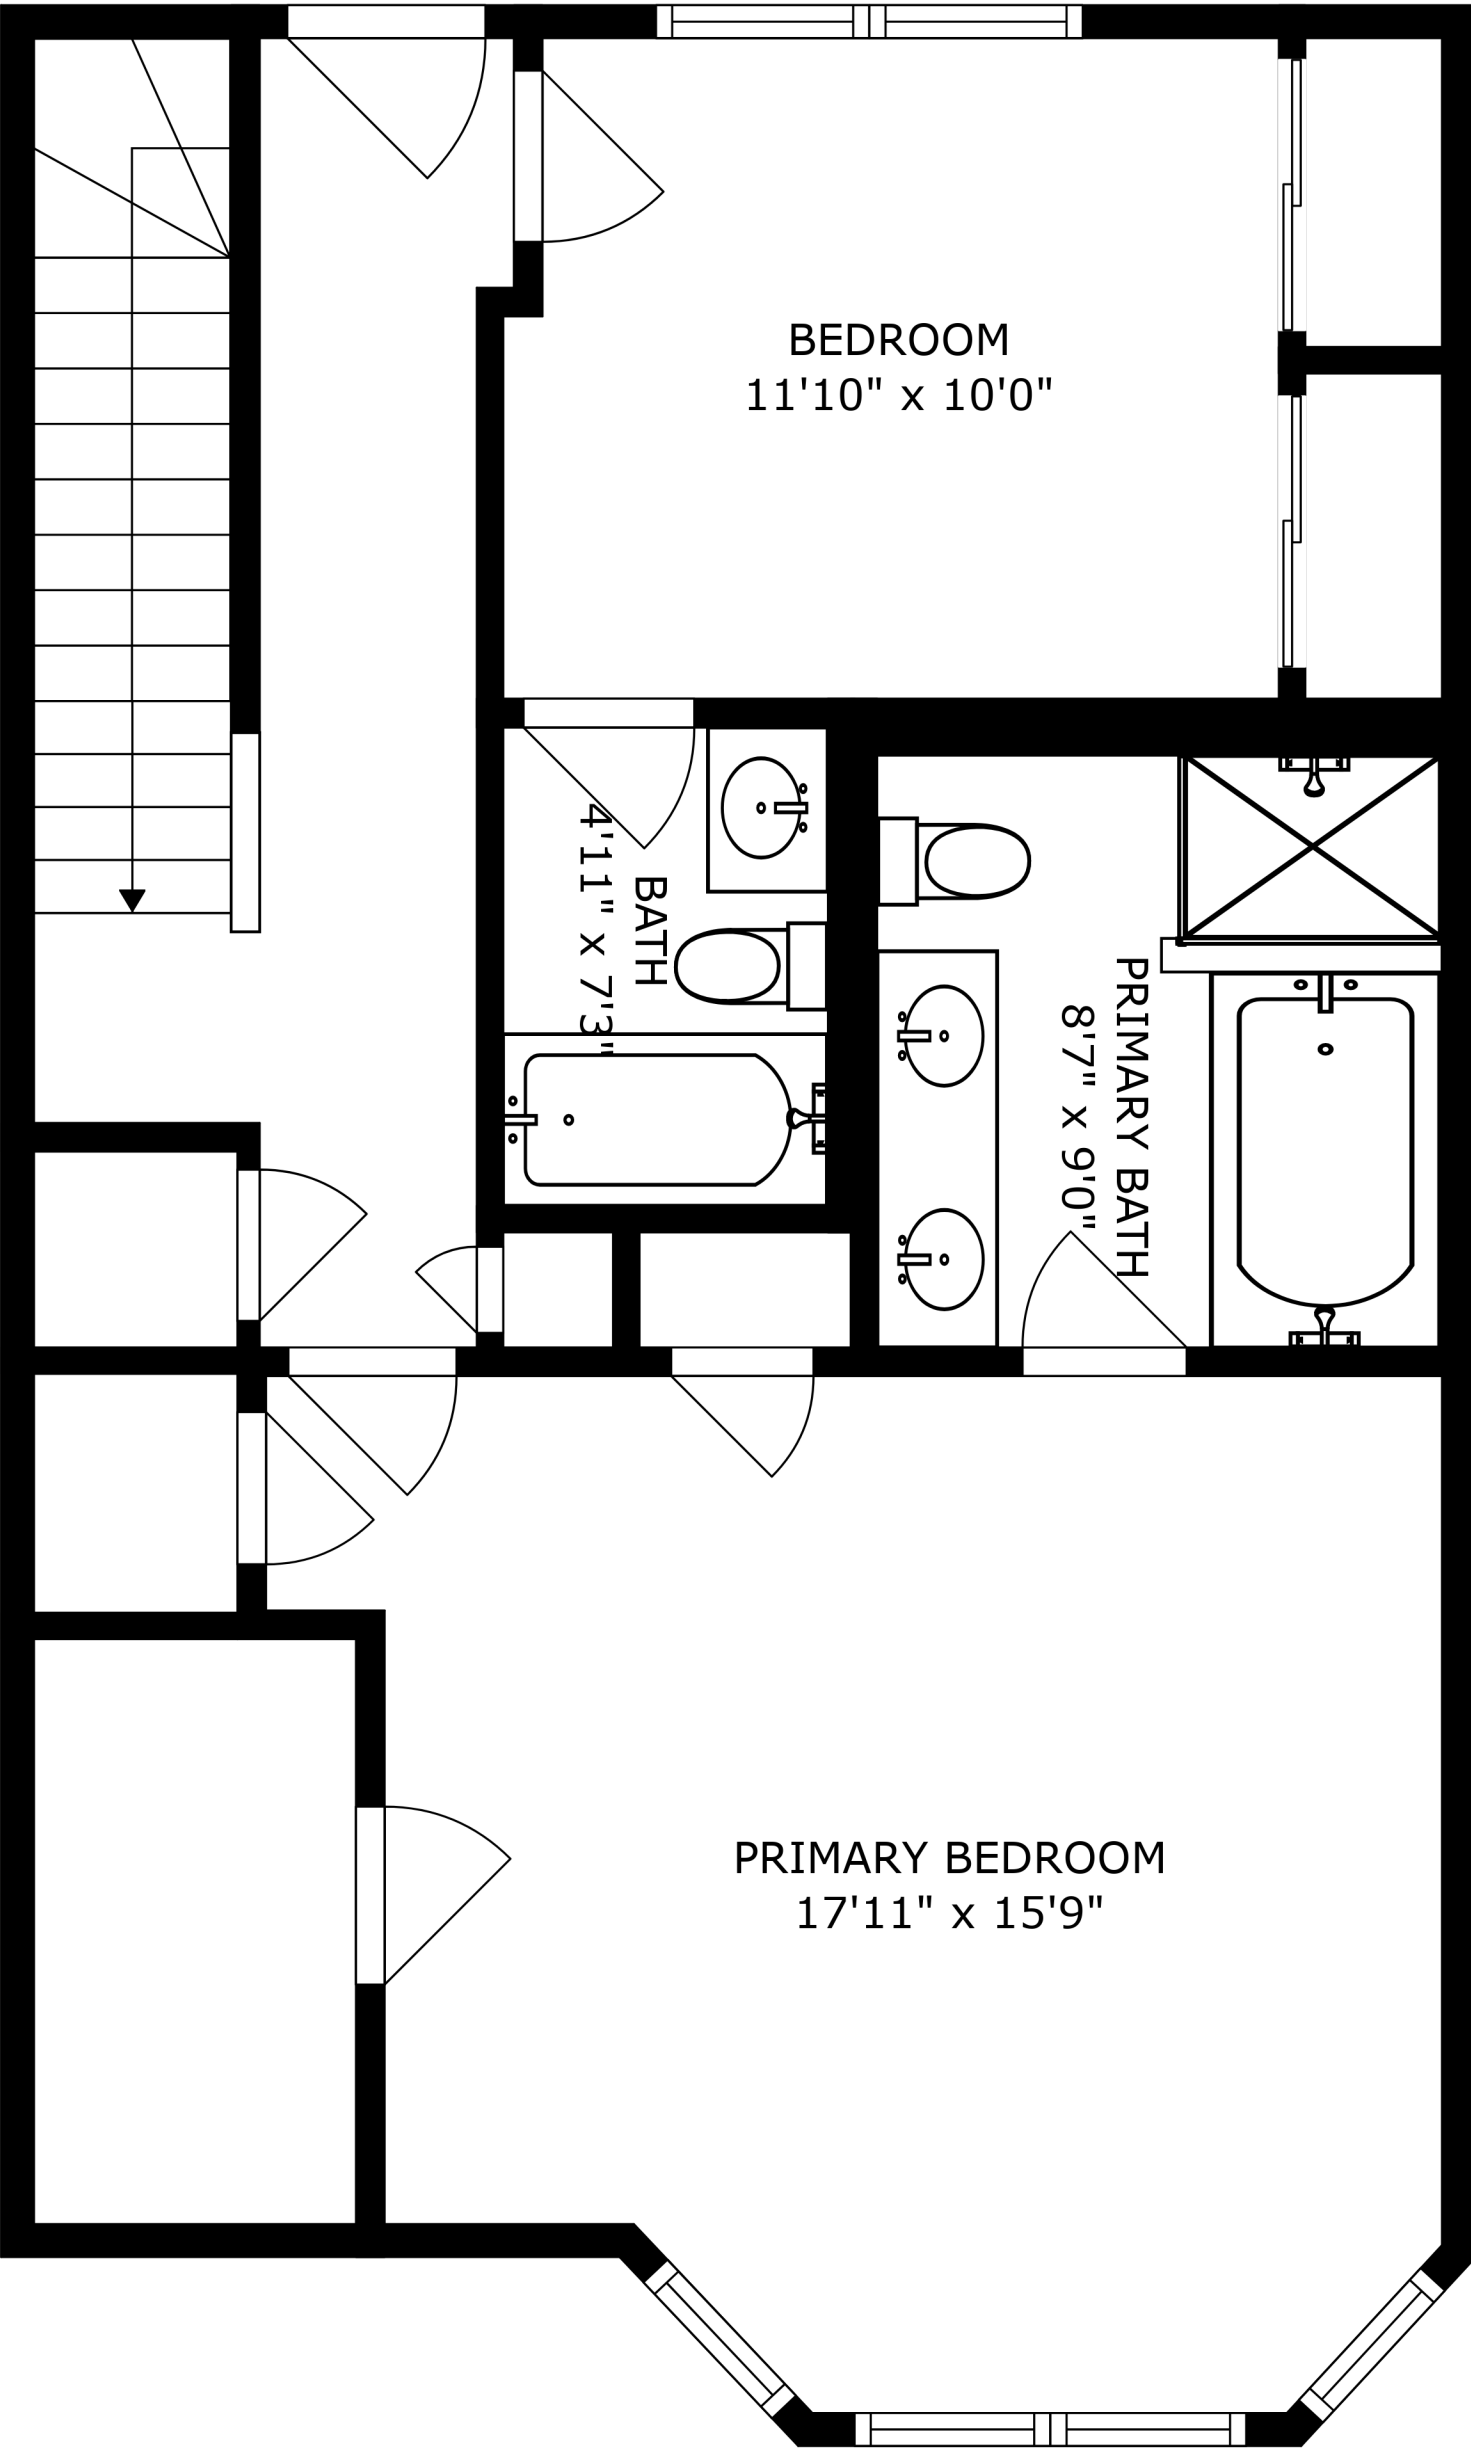 BEDROOM
11'10" x 10'0"
BATH
4'11" x 7'3"
PRIMARY BATH
8'7" x 9'0"
PRIMARY BEDROOM
17'11" x 15'9"